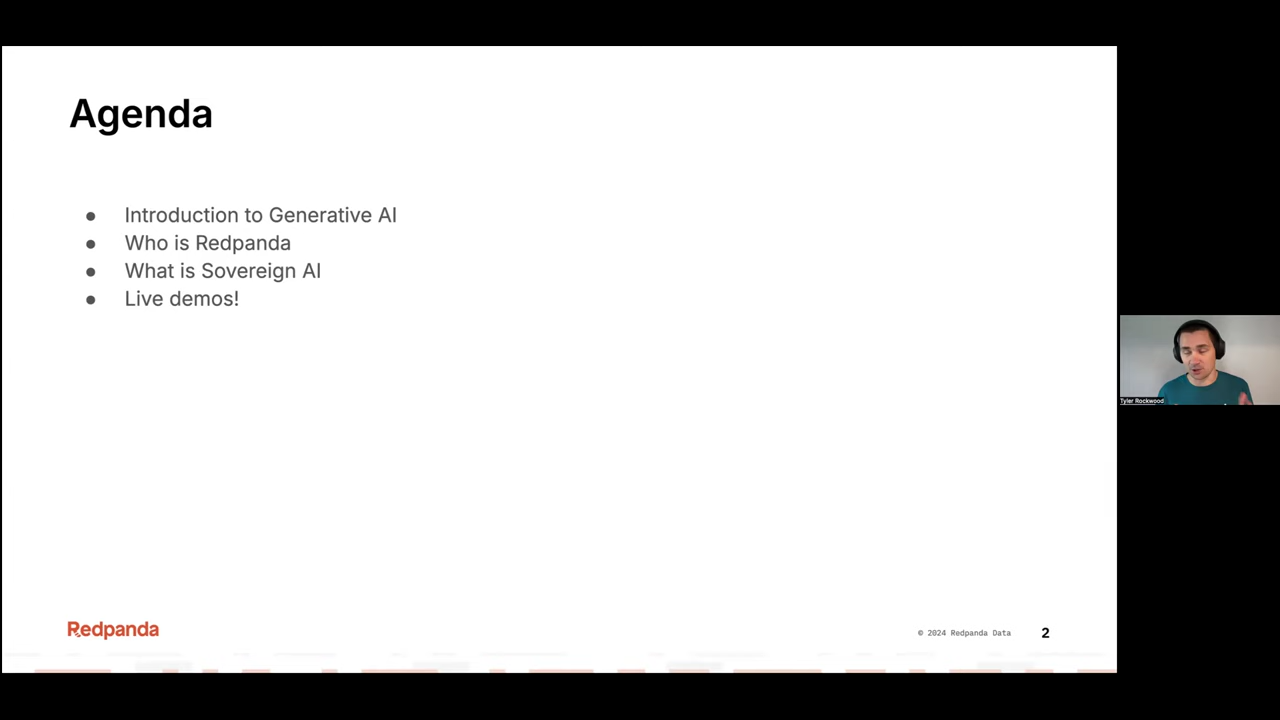 Agenda
● Introduction to Generative AI
● Who is Redpanda
● What is Sovereign AI
● Live demos!
Tyler Rockwood
Redpanda
© 2024 Redpanda Data
2